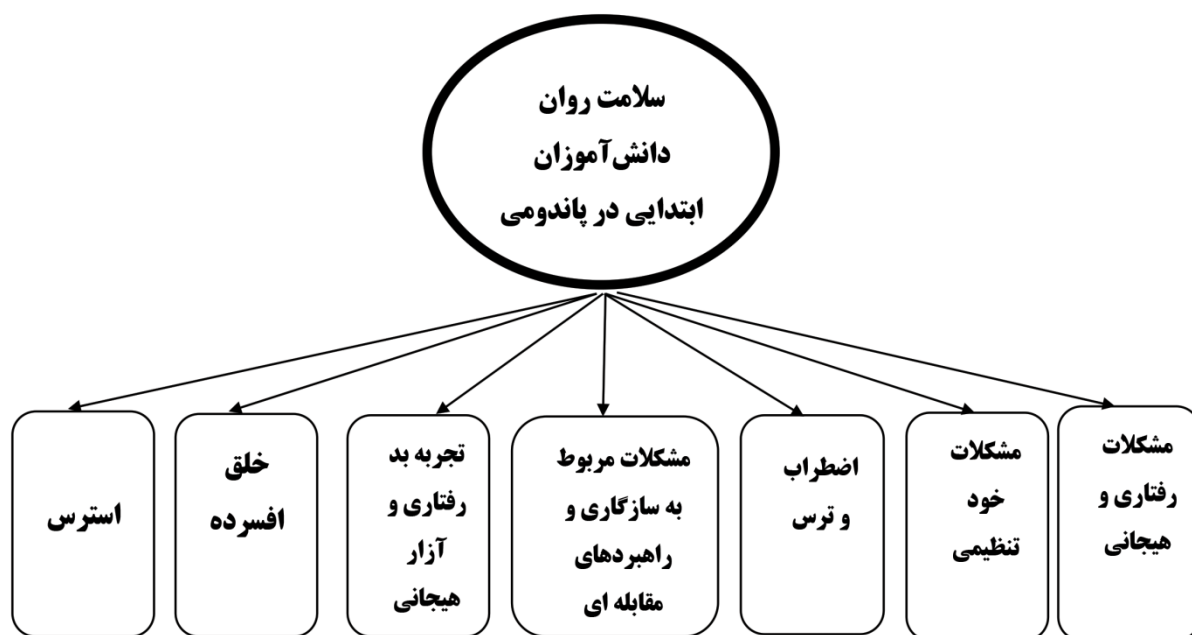 سلامت روان
دانش‌آموزان
ابتدایی در پاندومی
مشکلات
رفتاری و
هیجانی
مشکلات
خود
تنظیمی
اضطراب
و ترس
مشکلات مربوط
به سازگاری و
راهبردهای
مقابله ای
تجربه بد
رفتاری و
آزار
هیجانی
خلق
افسرده
استرس